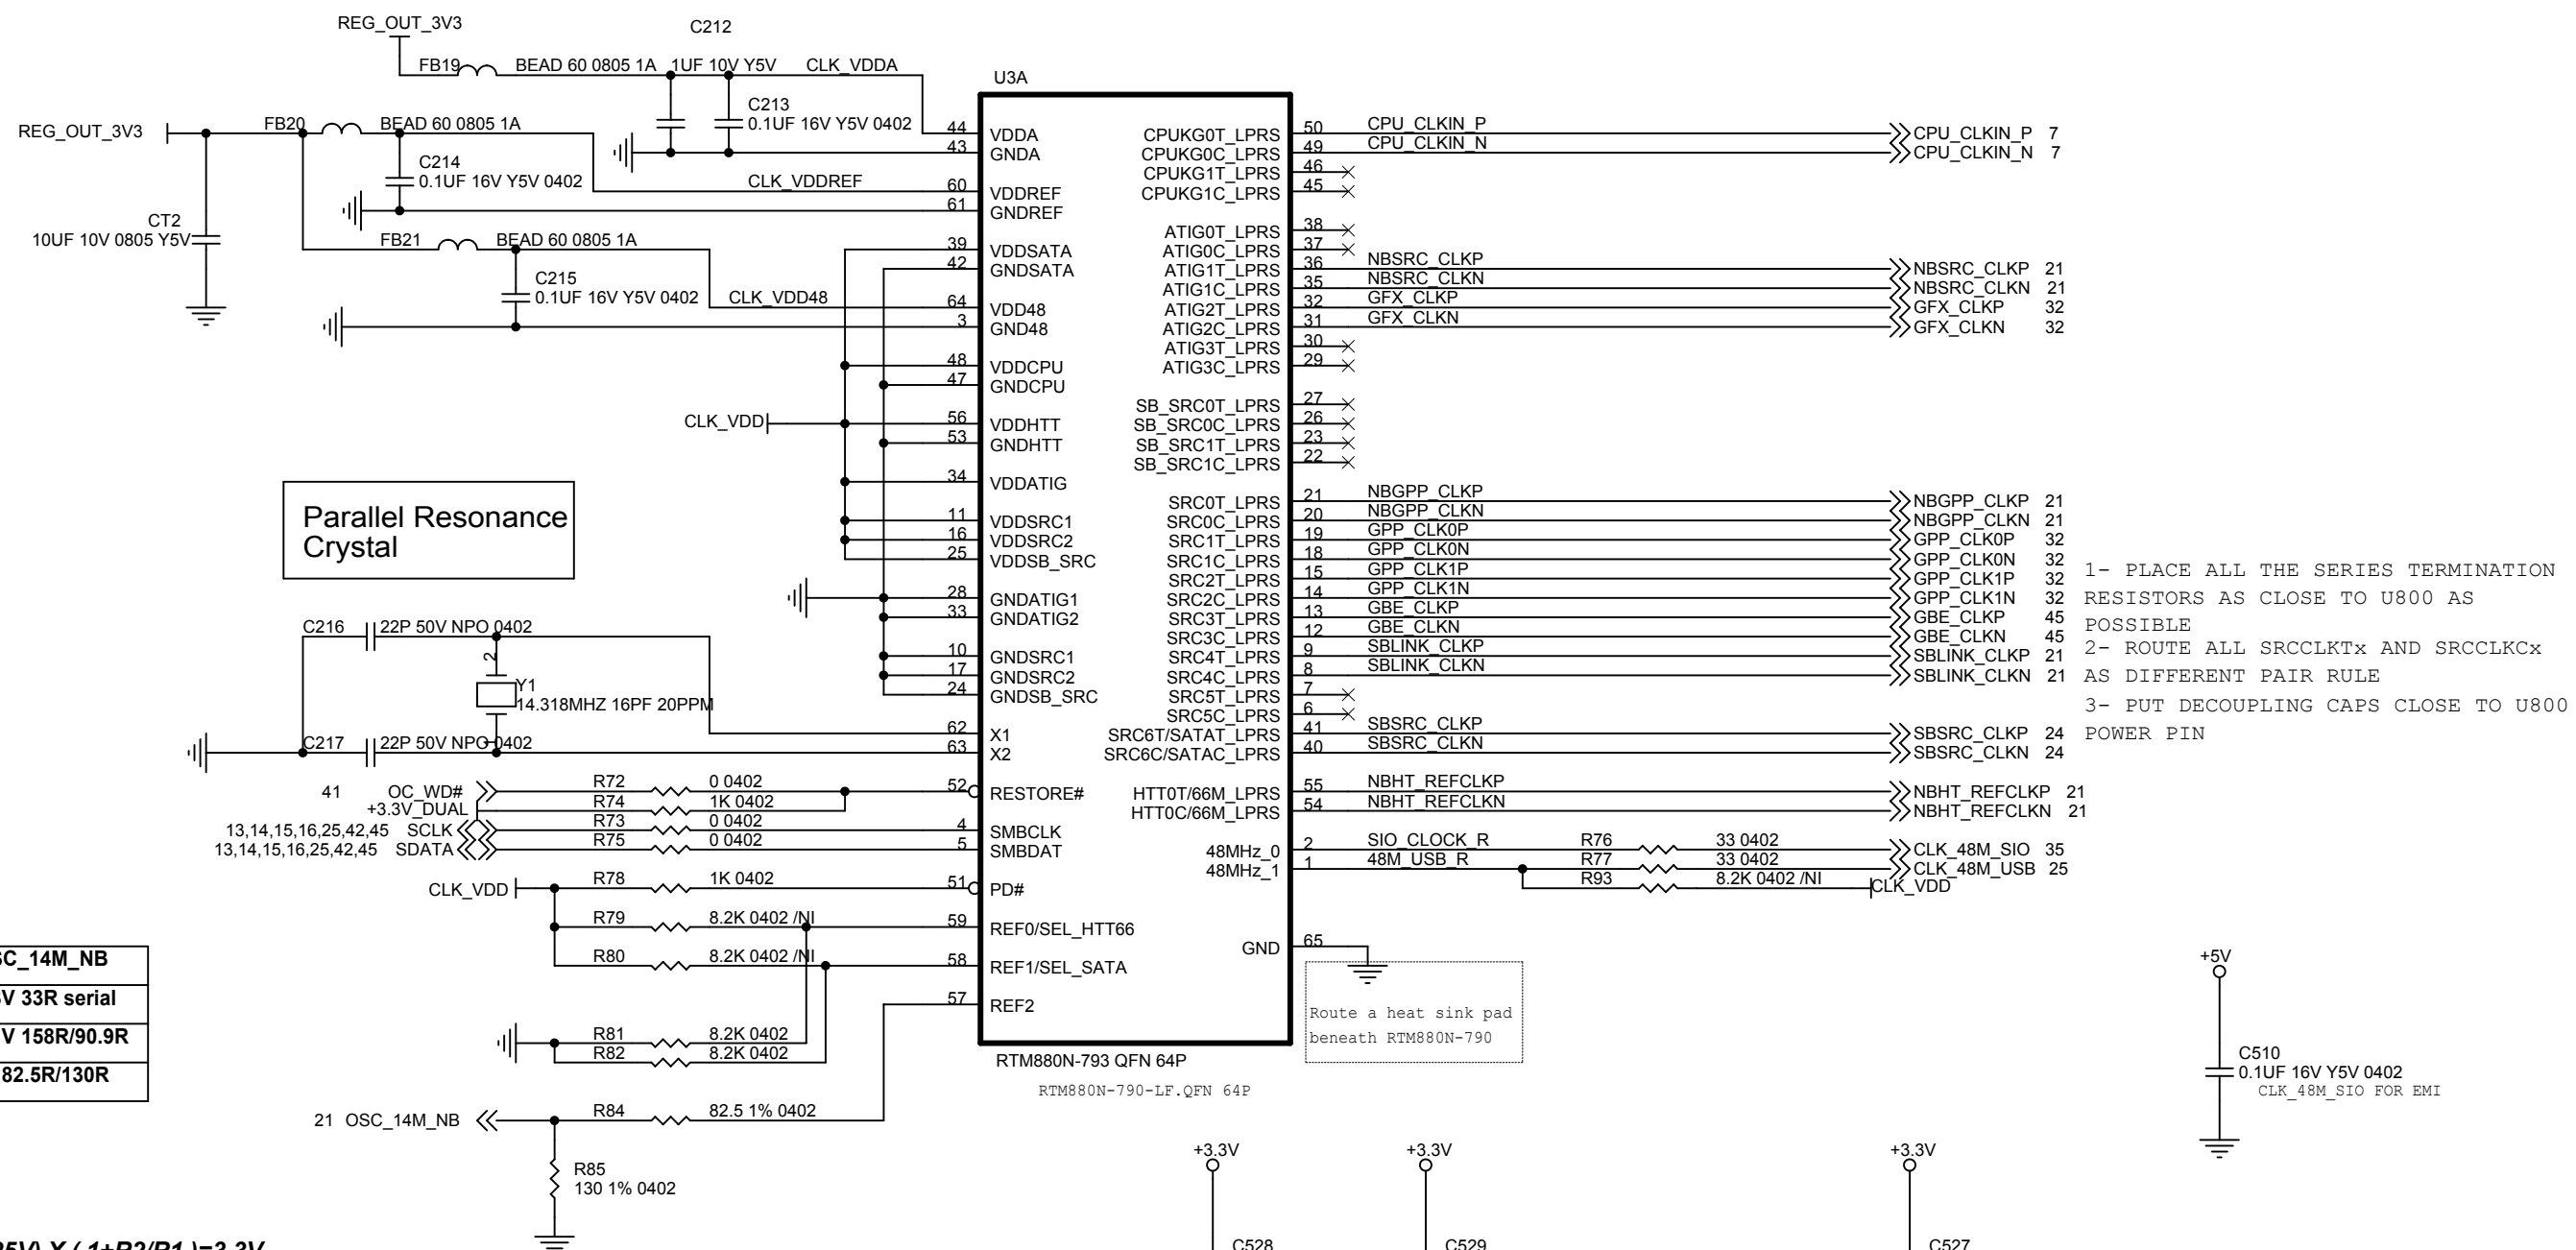 REG_OUT_3V3
C212
FB19 BEAD 60 0805 1A 1UF 10V Y5V CLK_VDDA
U3A
C213
0.1UF 16V Y5V 0402
REG_OUT_3V3 FB20 BEAD 60 0805 1A
C214
0.1UF 16V Y5V 0402
CLK_VDDREF
CT2
10UF 10V 0805 Y5V
FB21 BEAD 60 0805 1A
C215
0.1UF 16V Y5V 0402 CLK_VDD48
44 VDDA
43 GNDA
60 VDDREF
61 GNDREF
39 VDDSATA
42 GNDSATA
64 VDD48
3 GND48
48 VDDCPU
47 GNDCPU
CLK_VDD 56 VDDHTT
53 GNDHTT
34 VDDATIG
11 VDDSRC1
16 VDDSRC2
25 VDDSB_SRC
28 GNDATIG1
33 GNDATIG2
10 GNDSRC1
17 GNDSRC2
24 GNDSB_SRC
62 X1
63 X2
52 RESTORE#
4 SMBCLK
5 SMBDAT
51 PD#
59 REF0/SEL_HTT66
58 REF1/SEL_SATA
57 REF2
Parallel Resonance
Crystal
C216 22P 50V NPO 0402
2
Y1
14.318MHZ 16PF 20PPM
C217 22P 50V NPO 0402
41 OC_WD# R72 0 0402
+3.3V_DUAL R74 1K 0402
13,14,15,16,25,42,45 SCLK R73 0 0402
13,14,15,16,25,42,45 SDATA R75 0 0402
CLK_VDD R78 1K 0402
R79 8.2K 0402 /NI
R80 8.2K 0402 /NI
R81 8.2K 0402
R82 8.2K 0402
21 OSC_14M_NB R84 82.5 1% 0402
R85
130 1% 0402
CPUKG0T_LPRS 50 CPU_CLKIN_P CPU_CLKIN_P 7
CPUKG0C_LPRS 49 CPU_CLKIN_N CPU_CLKIN_N 7
CPUKG1T_LPRS 46
CPUKG1C_LPRS 45
ATIG0T_LPRS 38
ATIG0C_LPRS 37
ATIG1T_LPRS 36 NBSRC_CLKP NBSRC_CLKP 21
ATIG1C_LPRS 35 NBSRC_CLKN NBSRC_CLKN 21
ATIG2T_LPRS 32 GFX_CLKP GFX_CLKP 32
ATIG2C_LPRS 31 GFX_CLKN GFX_CLKN 32
ATIG3T_LPRS 30
ATIG3C_LPRS 29
SB_SRC0T_LPRS 27
SB_SRC0C_LPRS 26
SB_SRC1T_LPRS 23
SB_SRC1C_LPRS 22
SRC0T_LPRS 21 NBGPP_CLKP NBGPP_CLKP 21
SRC0C_LPRS 20 NBGPP_CLKN NBGPP_CLKN 21
SRC1T_LPRS 19 GPP_CLK0P GPP_CLK0P 32
SRC1C_LPRS 18 GPP_CLK0N GPP_CLK0N 32
SRC2T_LPRS 15 GPP_CLK1P GPP_CLK1P 32
SRC2C_LPRS 14 GPP_CLK1N GPP_CLK1N 32
SRC3T_LPRS 13 GBE_CLKP GBE_CLKP 45
SRC3C_LPRS 12 GBE_CLKN GBE_CLKN 45
SRC4T_LPRS 9 SBLINK_CLKP SBLINK_CLKP 21
SRC4C_LPRS 8 SBLINK_CLKN SBLINK_CLKN 21
SRC5T_LPRS 7
SRC5C_LPRS 6
SRC6T/SATAT_LPRS 41 SBSRC_CLKP SBSRC_CLKP 24
SRC6C/SATAC_LPRS 40 SBSRC_CLKN SBSRC_CLKN 24
HTT0T/66M_LPRS 55 NBHT_REFCLKP NBHT_REFCLKP 21
HTT0C/66M_LPRS 54 NBHT_REFCLKN NBHT_REFCLKN 21
48MHz_0 2 SIO_CLOCK_R R76 33 0402 CLK_48M_SIO 35
48MHz_1 1 48M_USB_R R77 33 0402 CLK_48M_USB 25
R93 8.2K 0402 /NI CLK_VDD
GND 65
1- PLACE ALL THE SERIES TERMINATION
RESISTORS AS CLOSE TO U800 AS
POSSIBLE
2- ROUTE ALL SRCCLKTx AND SRCCLKCx
AS DIFFERENT PAIR RULE
3- PUT DECOUPLING CAPS CLOSE TO U800
POWER PIN
Route a heat sink pad
beneath RTM880N-790
RTM880N-793 QFN 64P
RTM880N-790-LF.QFN 64P
SC_14M_NB
V 33R serial
V 158R/90.9R
82.5R/130R
+5V
C510
0.1UF 16V Y5V 0402
CLK_48M_SIO FOR EMI
+3.3V +3.3V +3.3V
C528 C529 C527
25V) X ( 1+R2/R1 )=3.3V